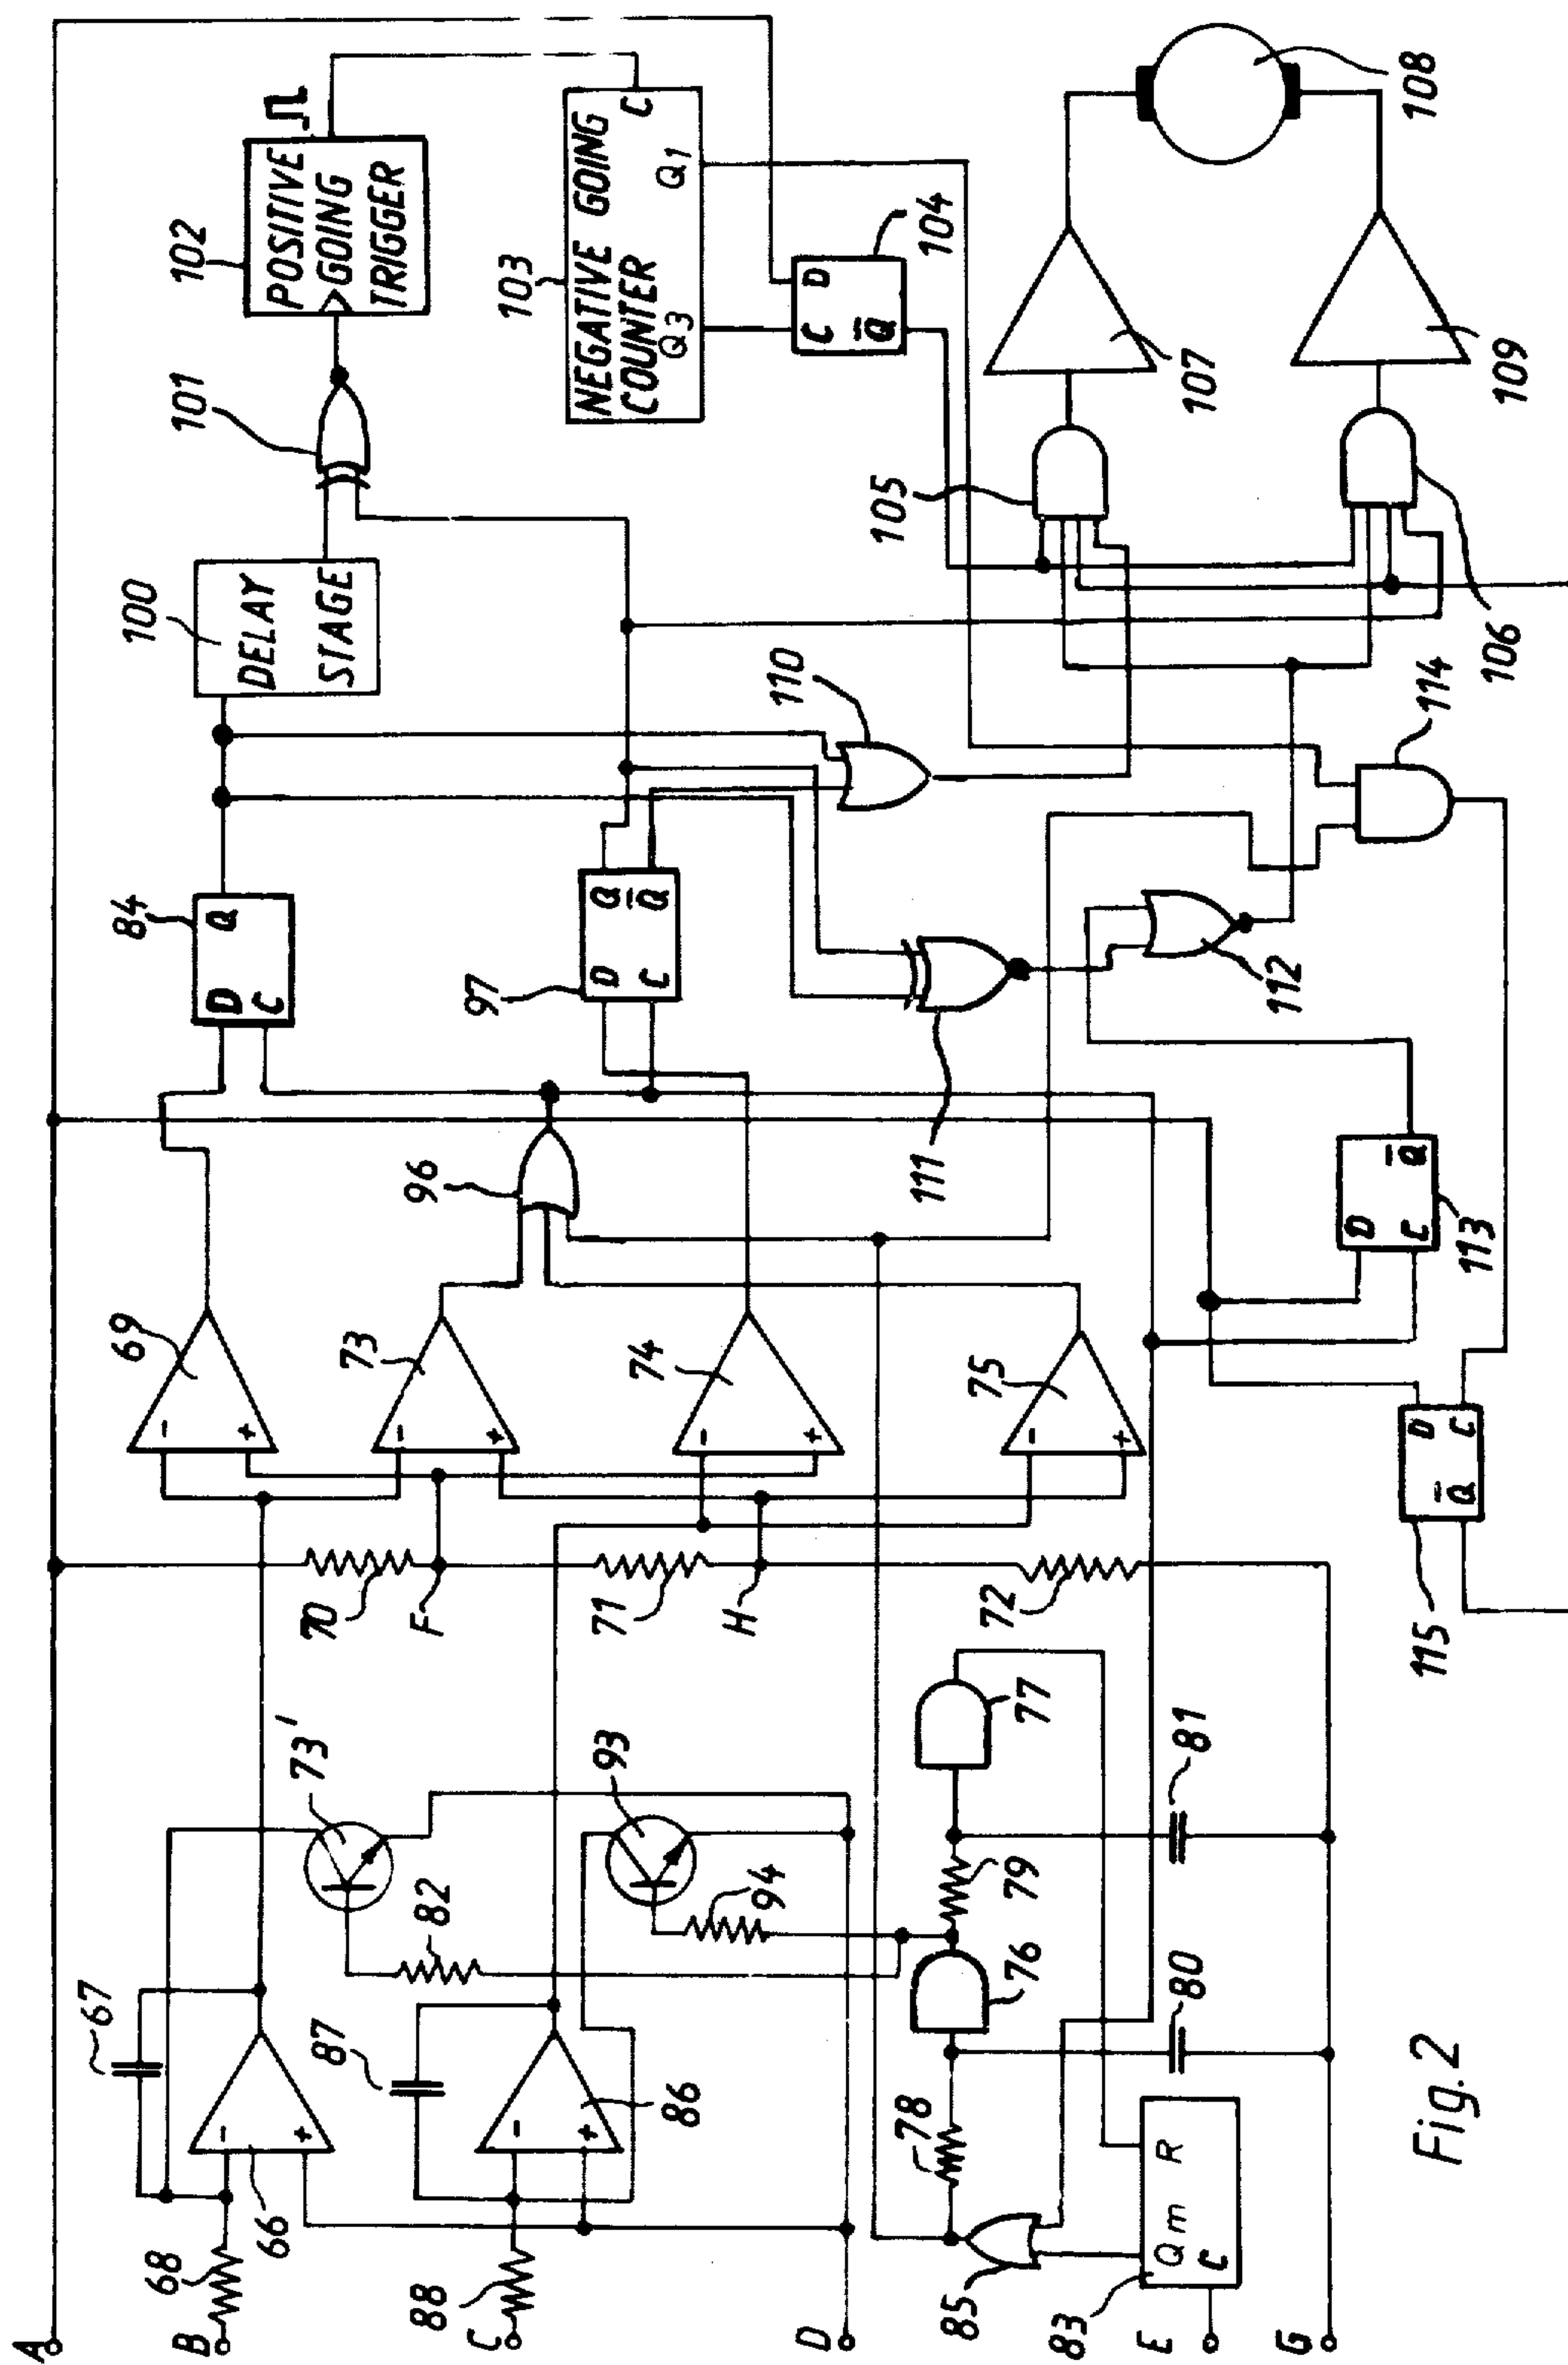 A
B
C
D
E
G
67
68
66
-
+
87
88
86
-
+
73'
82
93
94
85
78
76
79
77
80
81
83
Qm
R
C
70
F
71
H
72
69
-
+
73
-
+
74
-
+
75
-
+
96
84
D
Q
C
97
D
Q
C
Q̅
100
DELAY
STAGE
101
102
POSITIVE
GOING
TRIGGER
103
NEGATIVE GOING
COUNTER
Q3
Q1
C
104
C
D
Q̅
105
106
107
108
109
110
111
112
113
D
C
Q̅
114
115
Q̅
D
C
Fig.2